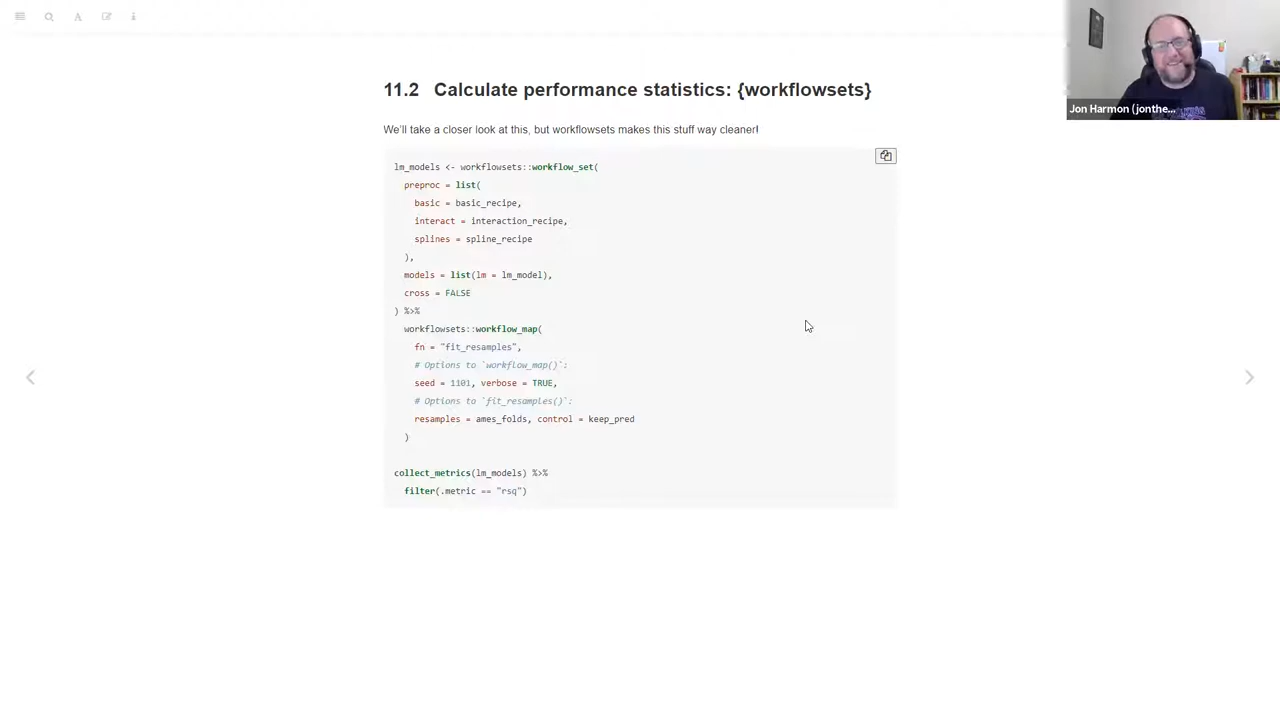 Jon Harmon (jonthe...
11.2 Calculate performance statistics: {workflowsets}
We'll take a closer look at this, but workflowsets makes this stuff way cleaner!
lm_models <- workflowsets::workflow_set(
preproc = list(
basic = basic_recipe,
interact = interaction_recipe,
splines = spline_recipe
),
models = list(lm = lm_model),
cross = FALSE
) %>%
workflowsets::workflow_map(
fn = "fit_resamples",
# Options to `workflow_map()`:
seed = 1101, verbose = TRUE,
# Options to `fit_resamples()`:
resamples = ames_folds, control = keep_pred
)
collect_metrics(lm_models) %>%
filter(.metric == "rsq")